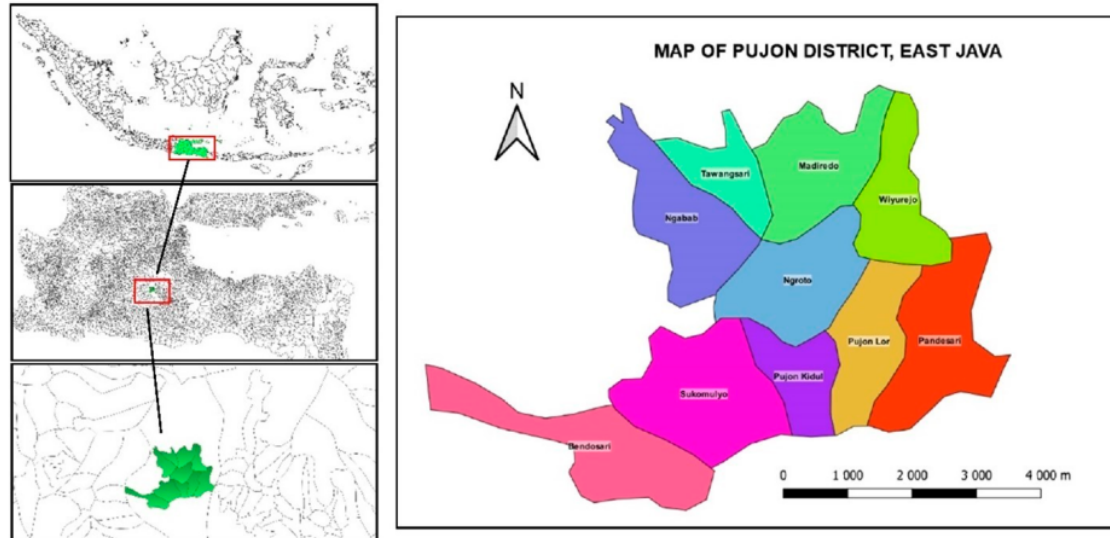 MAP OF PUJON DISTRICT, EAST JAVA
N
Madiredo
Tawangsari
Wiyurejo
Ngabab
Ngroto
Pujon Lor
Pandesari
Pujon Kidul
Sukomulyo
Bendosari
0 1 000 2 000 3 000 4 000 m